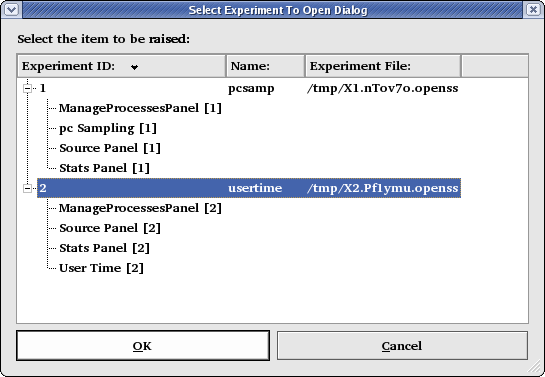 Select Experiment To Open Dialog
Select the item to be raised:
Experiment ID: Name: Experiment File:
1 pcsamp /tmp/X1.nTov7o.openss
ManageProcessesPanel [1]
pc Sampling [1]
Source Panel [1]
Stats Panel [1]
2 usertime /tmp/X2.Pf1ymu.openss
ManageProcessesPanel [2]
Source Panel [2]
Stats Panel [2]
User Time [2]
OK Cancel